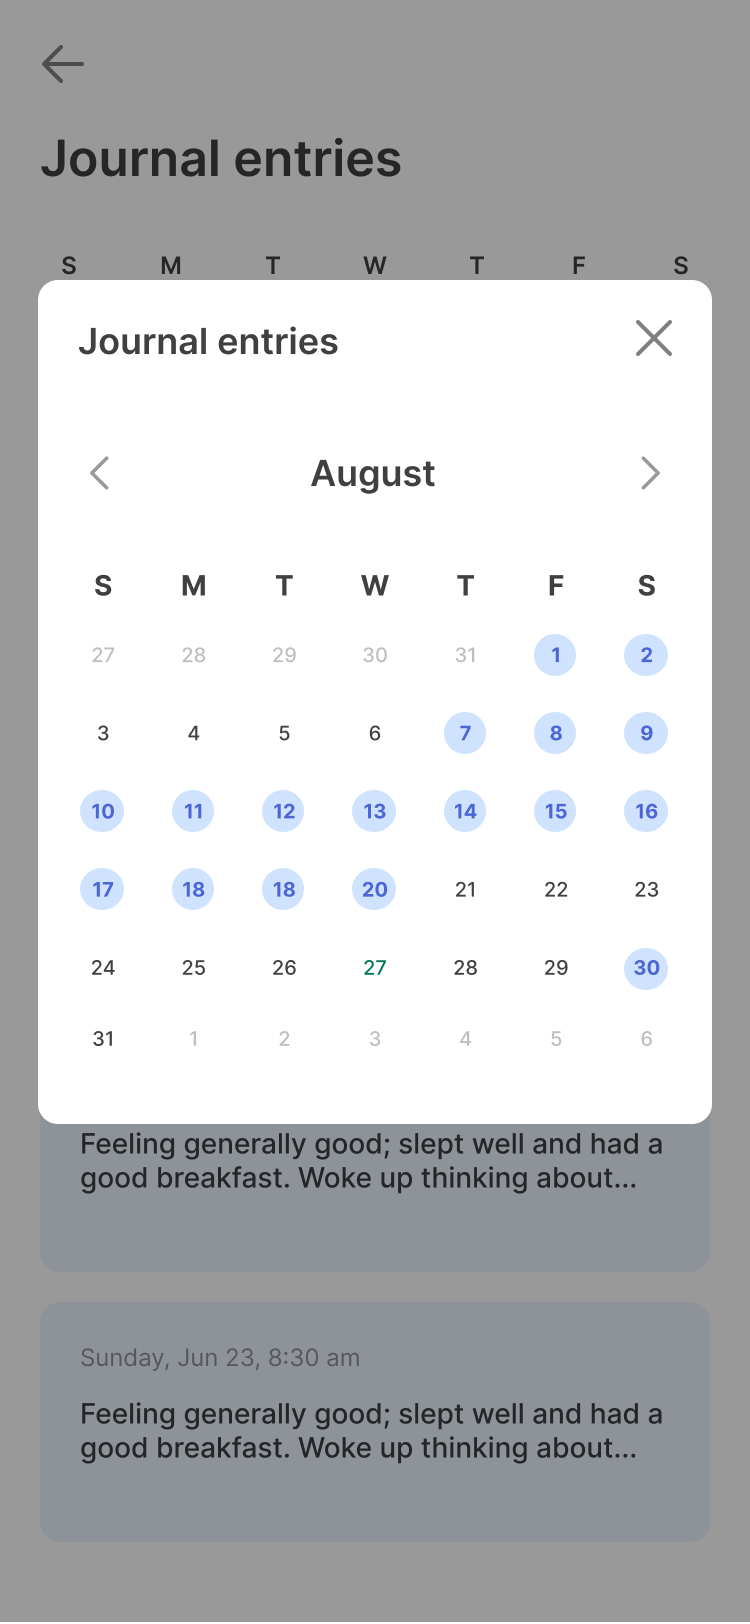 Journal entries
S M T W T F S
Journal entries
August
S M T W T F S
27 28 29 30 31 1 2
3 4 5 6 7 8 9
10 11 12 13 14 15 16
17 18 18 20 21 22 23
24 25 26 27 28 29 30
31 1 2 3 4 5 6
Feeling generally good; slept well and had a
good breakfast. Woke up thinking about...
Sunday, Jun 23, 8:30 am
Feeling generally good; slept well and had a
good breakfast. Woke up thinking about...